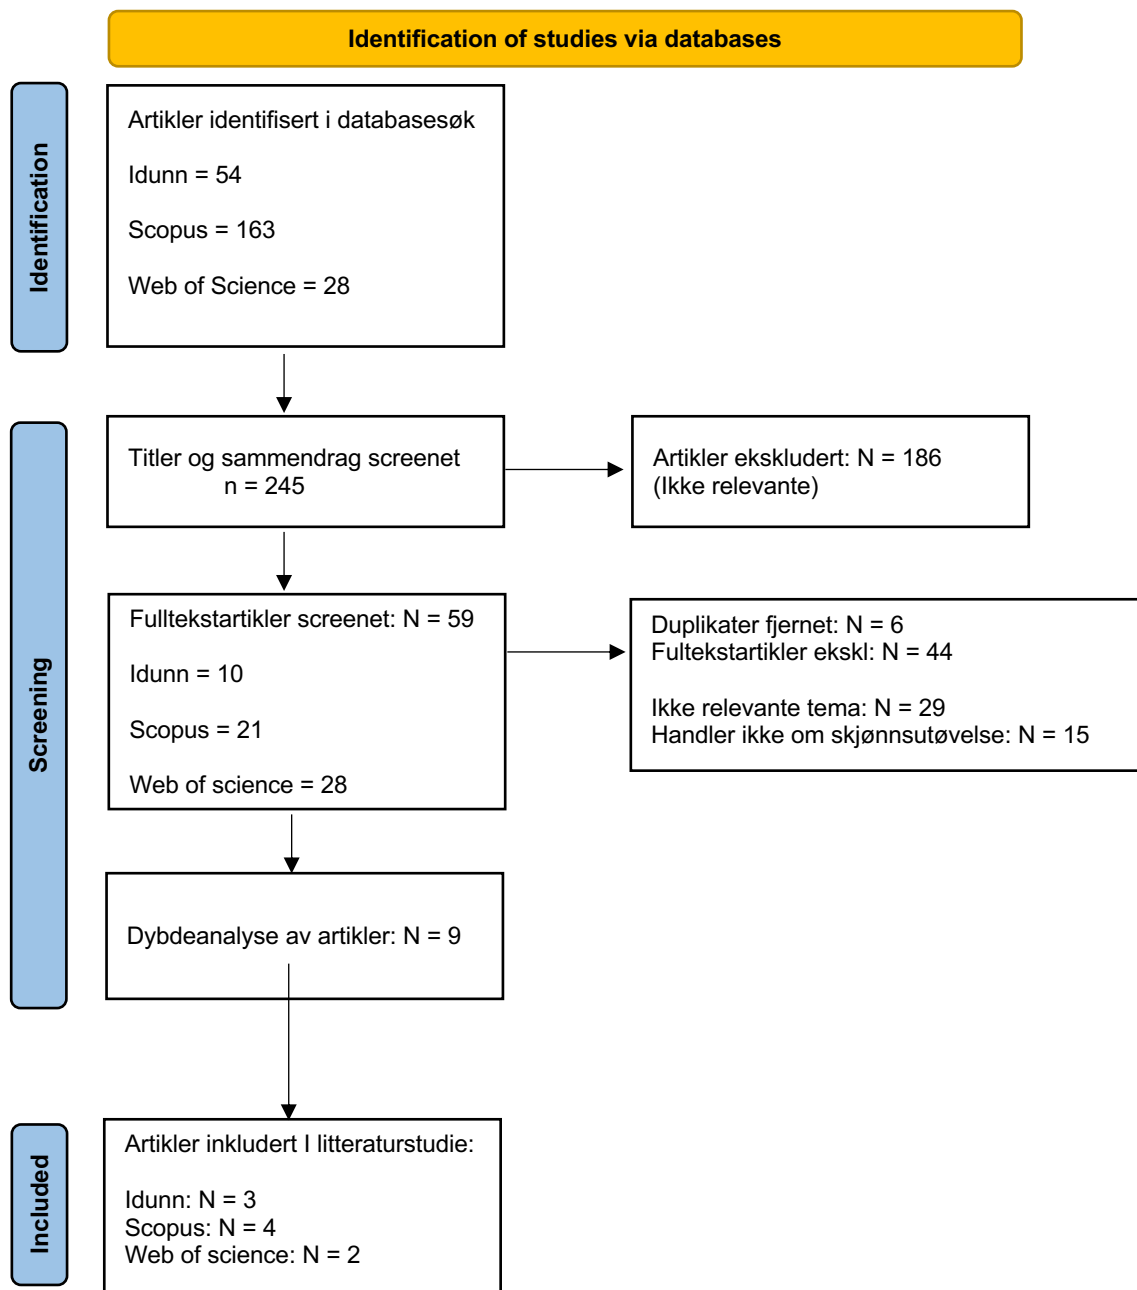 Identification of studies via databases
Identification
Artikler identifisert i databasesøk
Idunn = 54
Scopus = 163
Web of Science = 28
Screening
Titler og sammendrag screenet
n = 245
Artikler ekskludert: N = 186
(Ikke relevante)
Fulltekstartikler screenet: N = 59
Idunn = 10
Scopus = 21
Web of science = 28
Duplikater fjernet: N = 6
Fultekstartikler ekskl: N = 44
Ikke relevante tema: N = 29
Handler ikke om skjønnsutøvelse: N = 15
Dybdeanalyse av artikler: N = 9
Included
Artikler inkludert I litteraturstudie:
Idunn: N = 3
Scopus: N = 4
Web of science: N = 2